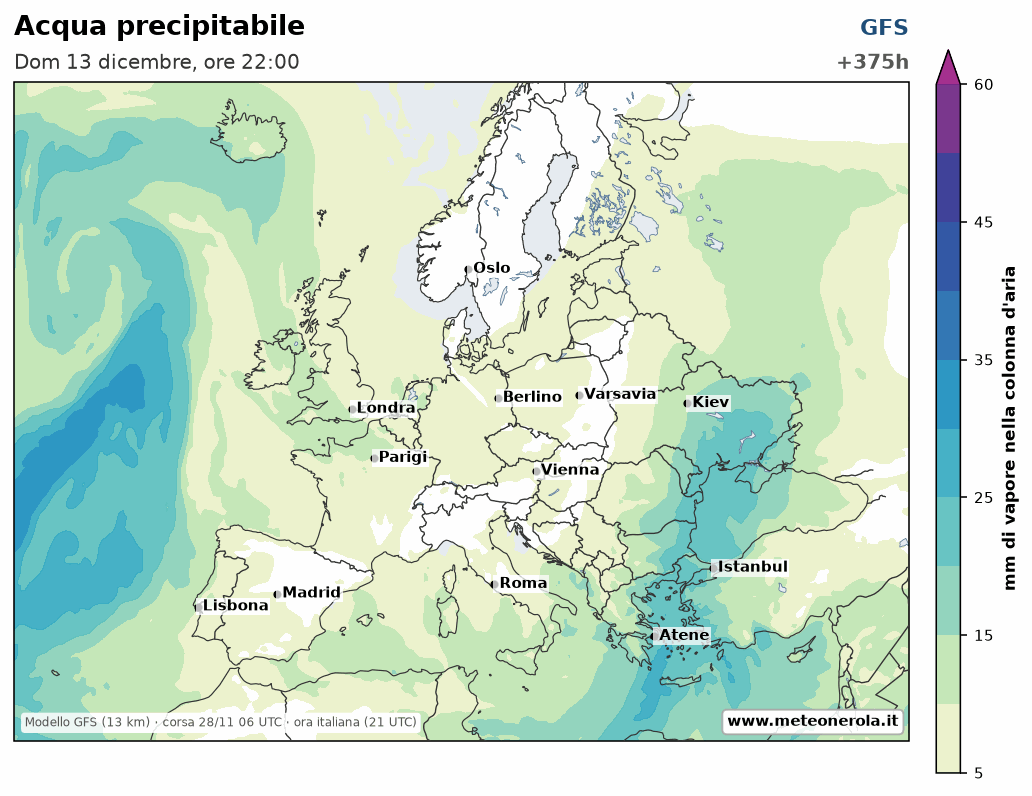 Acqua precipitabile
GFS
Dom 13 dicembre, ore 22:00
+375h
60
45
35
25
15
5
mm di vapore nella colonna d'aria
Oslo
Londra
Berlino
Varsavia
Kiev
Parigi
Vienna
Istanbul
Roma
Madrid
Lisbona
Atene
Modello GFS (13 km) · corsa 28/11 06 UTC · ora italiana (21 UTC)
www.meteonerola.it